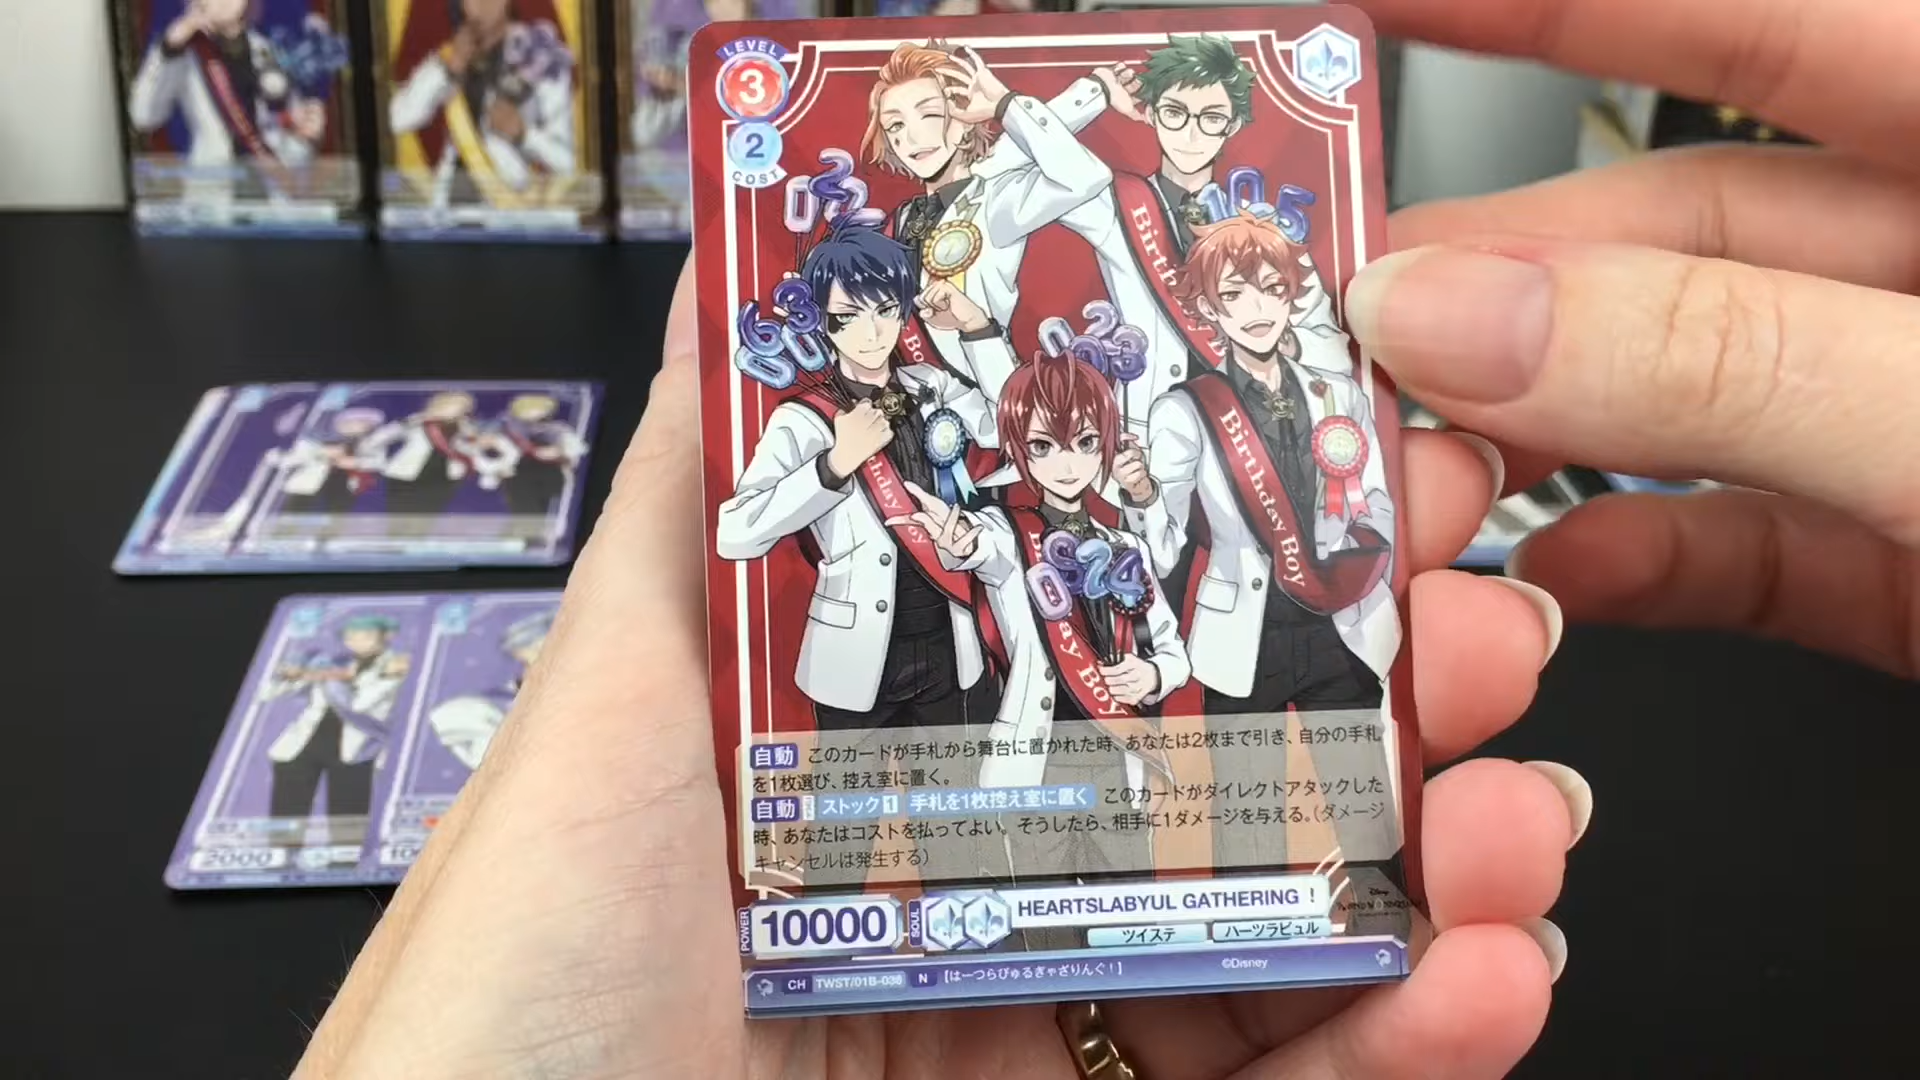 LEVEL
3
2
COST
Birthday Boy
Birthday Boy
自動 このカードが手札から舞台に置かれた時、あなたは2枚まで引き、自分の手札
を1枚選び、控え室に置く。
自動 ストック1 手札を1枚控え室に置く このカードがダイレクトアタックした
時、あなたはコストを払ってよい。そうしたら、相手に1ダメージを与える。（ダメージ
キャンセルは発生する）
POWER 10000 SOUL HEARTSLABYUL GATHERING！
ツイステ ハーツラビュル
CH TWST/01B-038 N 【はーつらびゅるぎゃざりんぐ！】 ©Disney
2000